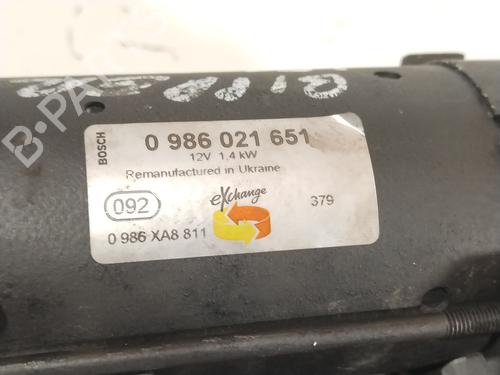 BOSCH
0 986 021 651
12V 1,4 kW
Remanufactured in Ukraine
092
eXchange
379
0 986 XA8 811